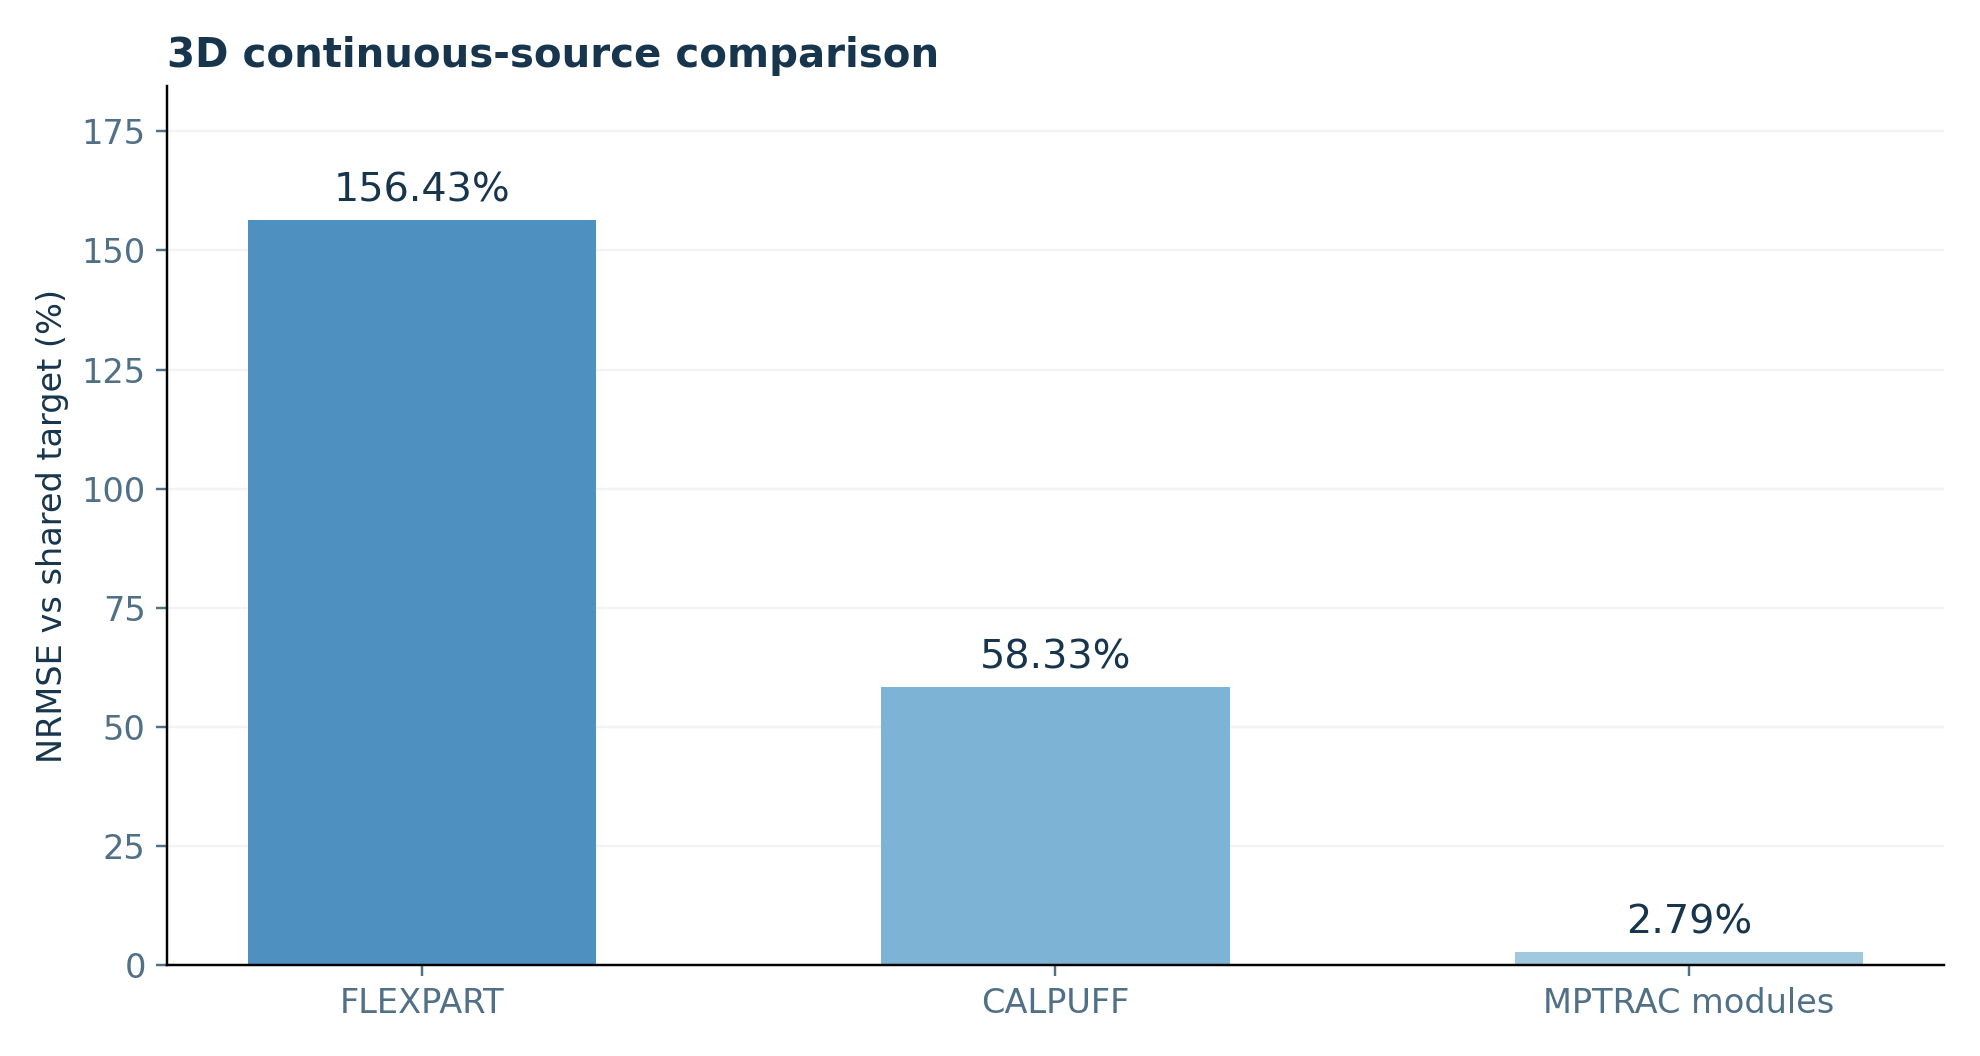 3D continuous-source comparison
NRMSE vs shared target (%)
175
150
125
100
75
50
25
0
156.43%
58.33%
2.79%
FLEXPART
CALPUFF
MPTRAC modules